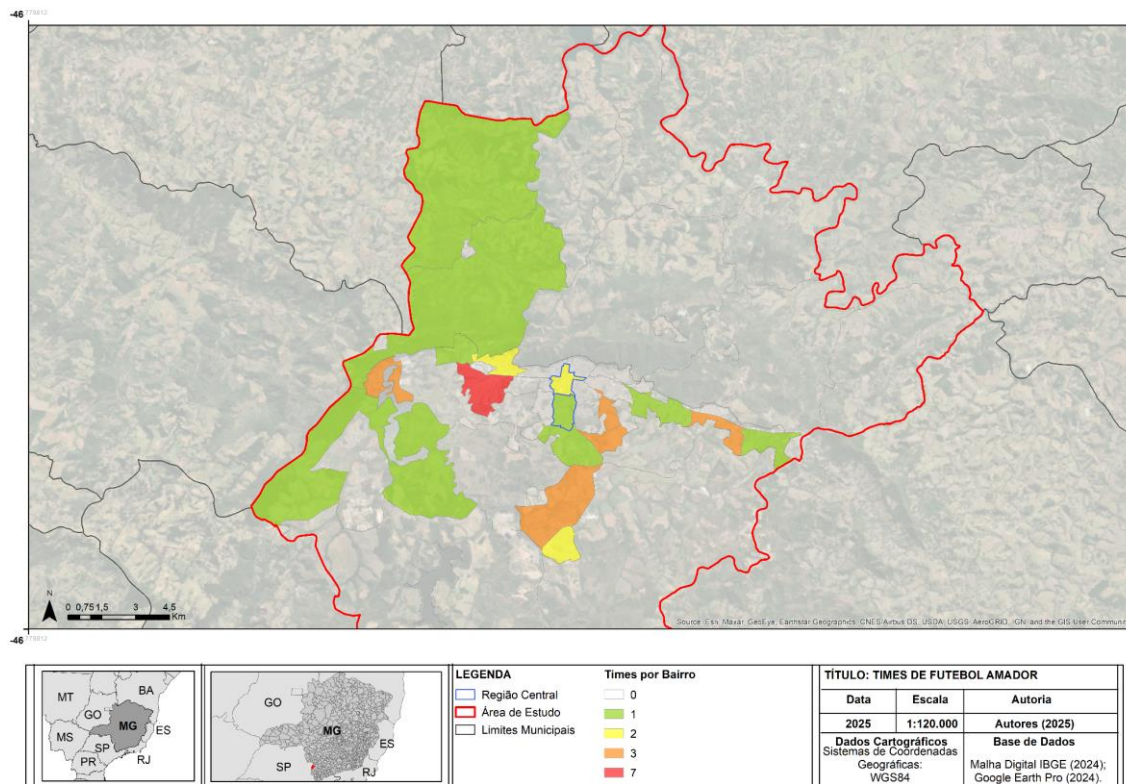 -46
779812
N
0 0,75 1,5 3 4,5
Km
-46
779812
MT
BA
GO
MG
MS
ES
SP
RJ
PR
GO
MG
ES
SP
RJ
LEGENDA
Região Central
Área de Estudo
Limites Municipais
Times por Bairro
0
1
2
3
7
TÍTULO: TIMES DE FUTEBOL AMADOR
Data
Escala
Autoria
2025
1:120.000
Autores (2025)
Dados Cartográficos
Sistemas de Coordenadas
Geográficas:
WGS84
Base de Dados
Malha Digital IBGE (2024);
Google Earth Pro (2024);